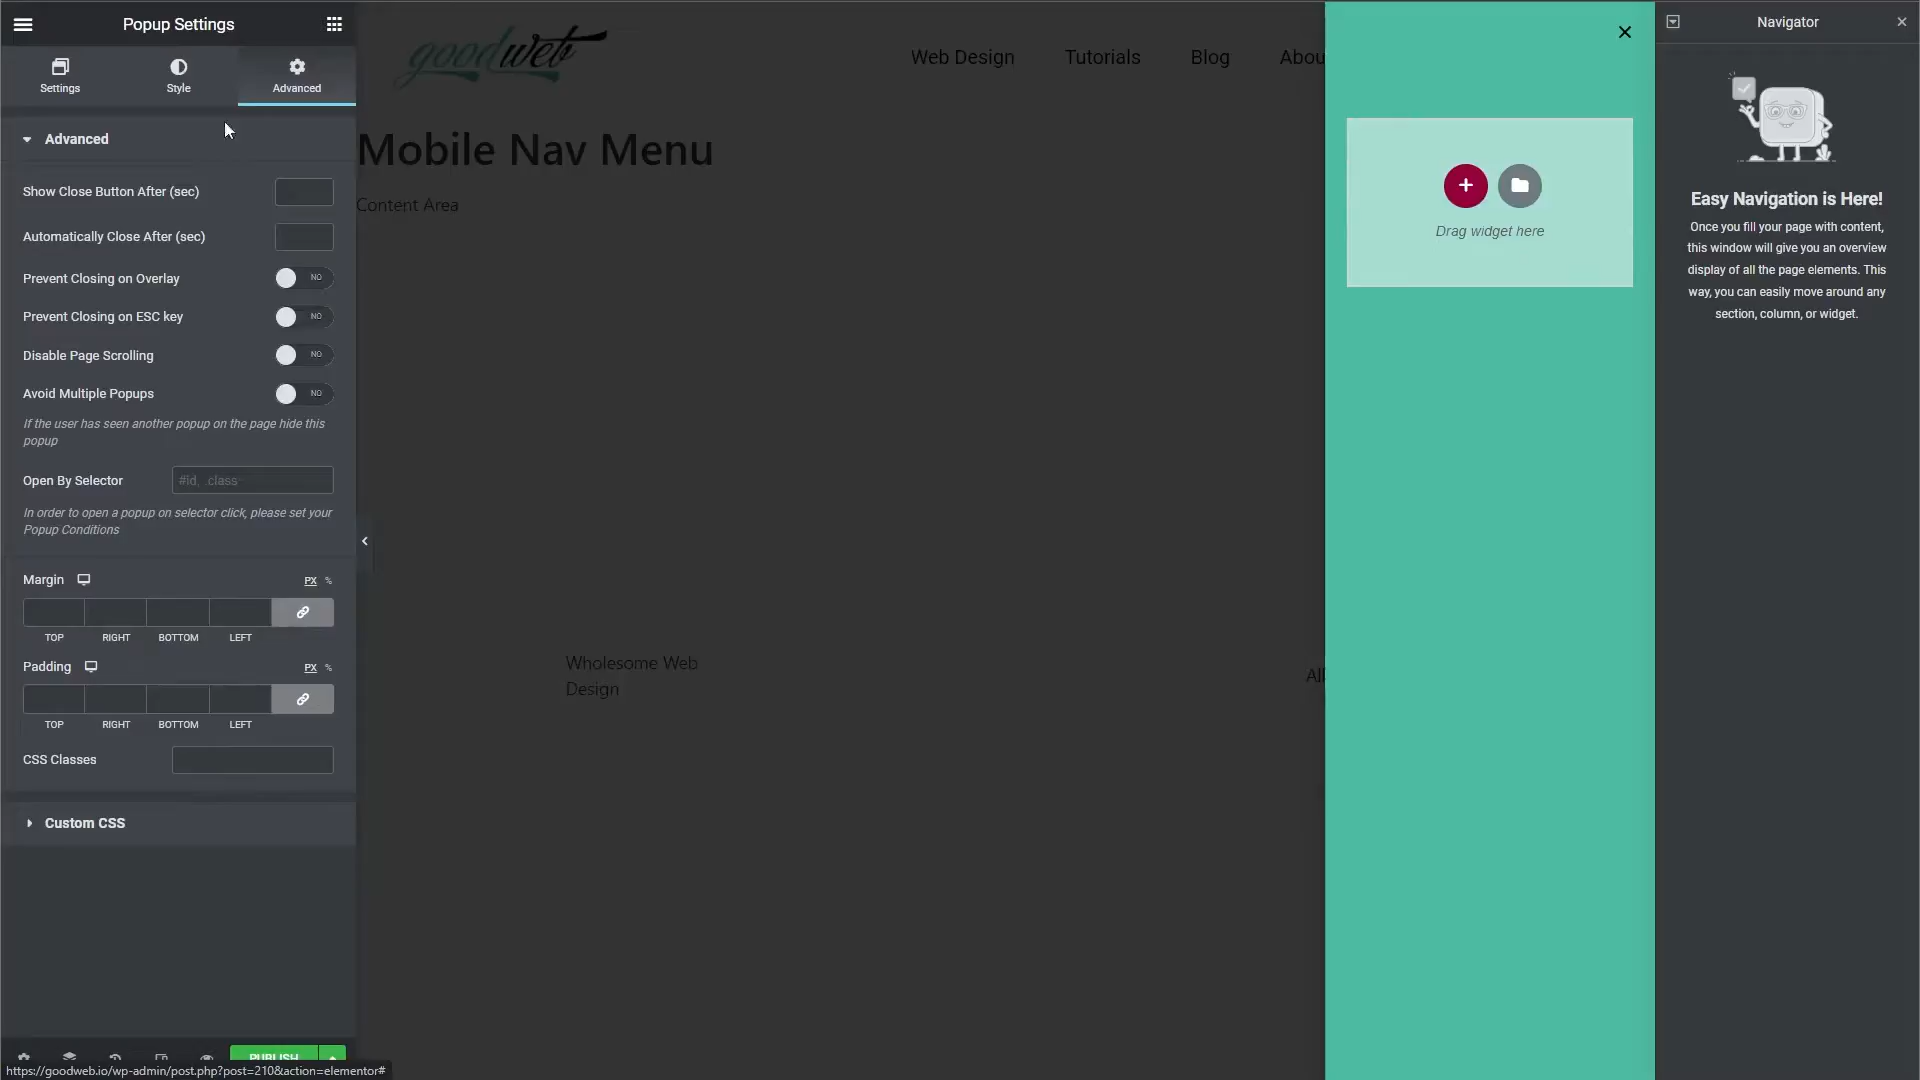 Popup Settings
Settings
Style
Advanced
Advanced
Show Close Button After (sec)
Automatically Close After (sec)
Prevent Closing on Overlay
NO
Prevent Closing on ESC key
NO
Disable Page Scrolling
NO
Avoid Multiple Popups
NO
If the user has seen another popup on the page hide this
popup
Open By Selector
#id, .class
In order to open a popup on selector click, please set your
Popup Conditions
Margin
PX %
TOP RIGHT BOTTOM LEFT
Padding
PX %
TOP RIGHT BOTTOM LEFT
CSS Classes
Custom CSS
PUBLISH
https://goodweb.io/wp-admin/post.php?post=210&action=elementor#
goodweb
Web Design
Tutorials
Blog
Abou
Mobile Nav Menu
Content Area
Wholesome Web
Design
All
Drag widget here
Navigator
Easy Navigation is Here!
Once you fill your page with content,
this window will give you an overview
display of all the page elements. This
way, you can easily move around any
section, column, or widget.